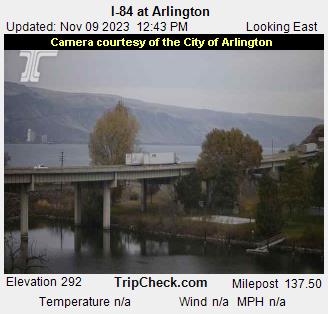 I-84 at Arlington
Updated: Nov 09 2023 12:43 PM Looking East
Camera courtesy of the City of Arlington
Elevation 292 TripCheck.com Milepost 137.50
Temperature n/a Wind n/a MPH n/a